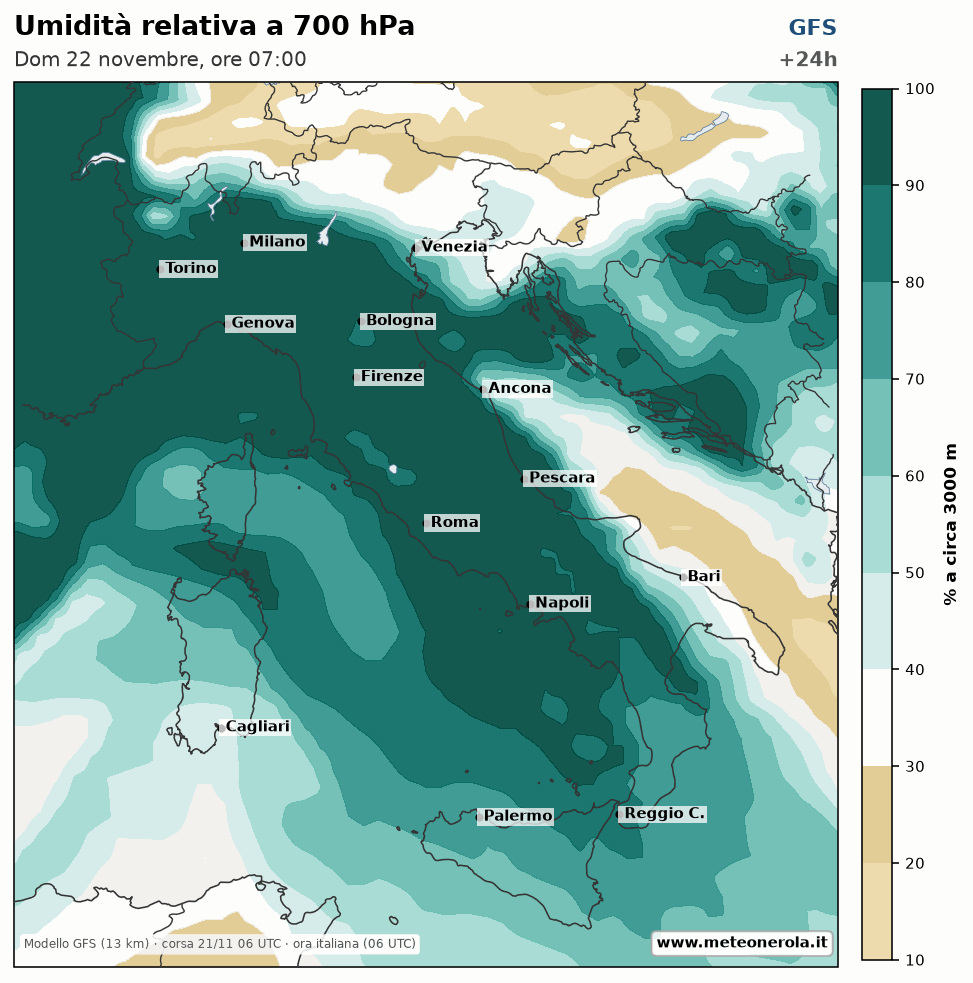 Umidità relativa a 700 hPa
GFS
Dom 22 novembre, ore 07:00
+24h
Milano
Venezia
Torino
Genova
Bologna
Firenze
Ancona
Pescara
Roma
Bari
Napoli
Cagliari
Palermo
Reggio C.
100
90
80
70
60
50
40
30
20
10
% a circa 3000 m
Modello GFS (13 km) · corsa 21/11 06 UTC · ora italiana (06 UTC)
www.meteonerola.it